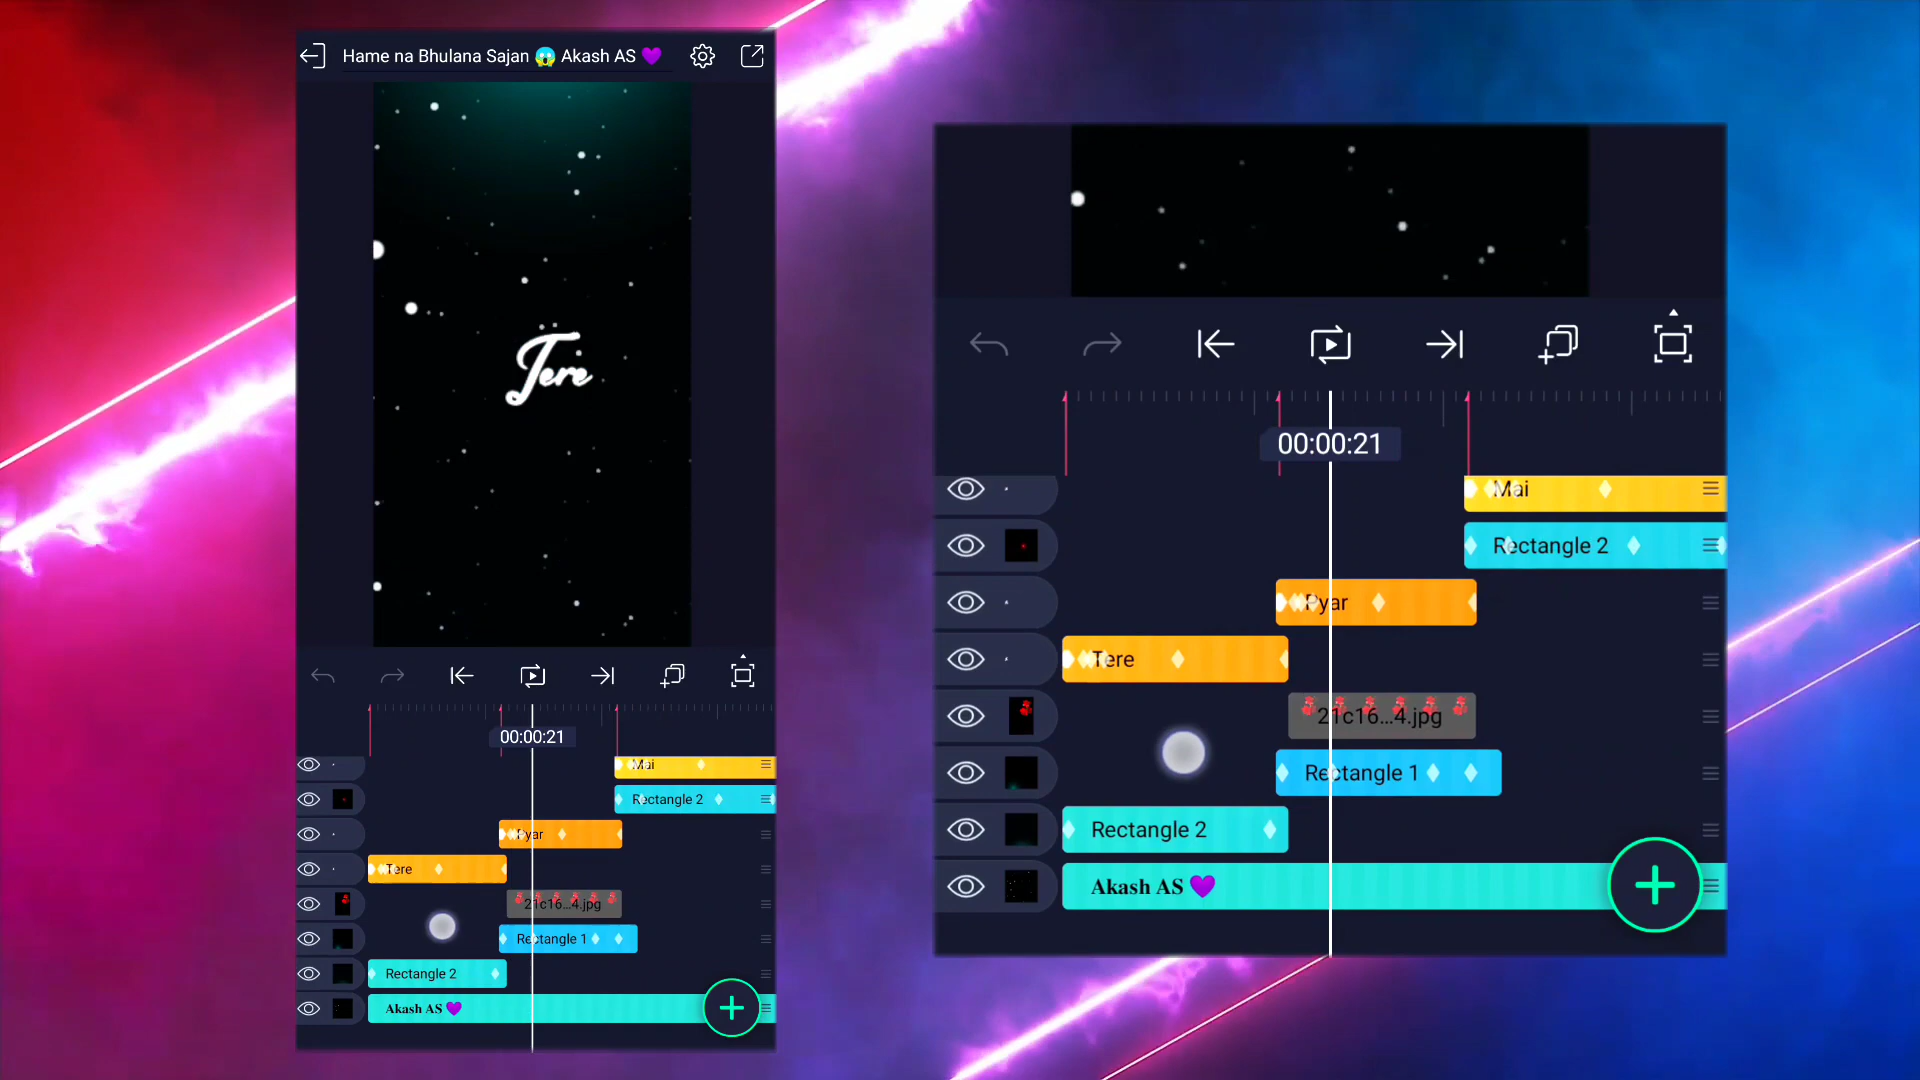 Hame na Bhulana Sajan 😱 Akash AS 💜
Tere
00:00:21
Mai
Rectangle 2
Pyar
Tere
21c16...4.jpg
Rectangle 1
Rectangle 2
Akash AS 💜
00:00:21
Mai
Rectangle 2
Pyar
Tere
21c16...4.jpg
Rectangle 1
Rectangle 2
Akash AS 💜